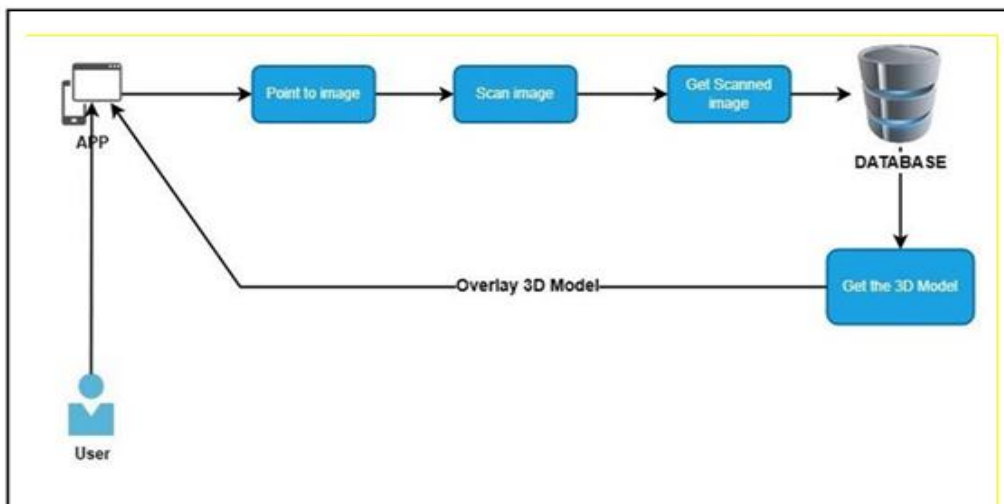 APP
Point to image
Scan image
Get Scanned
image
DATABASE
Overlay 3D Model
Get the 3D Model
User